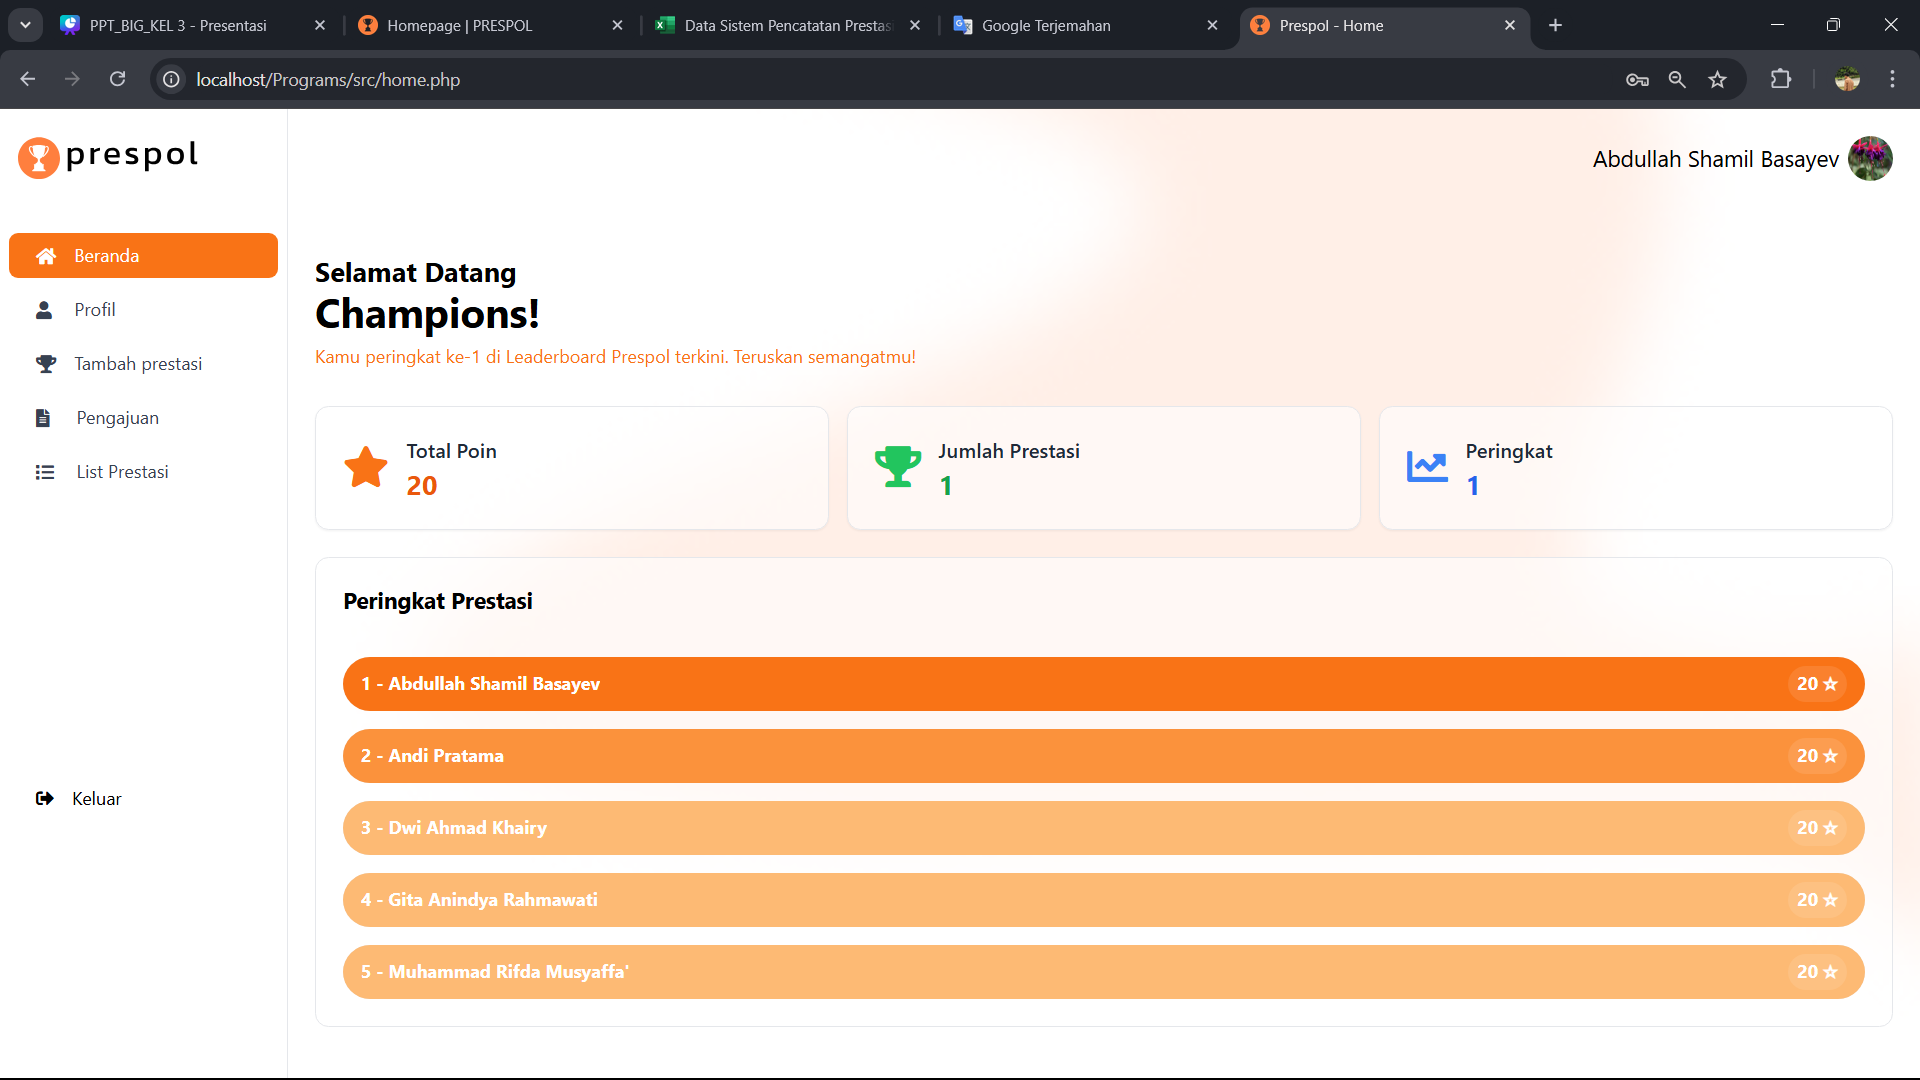 PPT_BIG_KEL 3 - Presentasi
Homepage | PRESPOL
Data Sistem Pencatatan Prestas
Google Terjemahan
Prespol - Home
localhost/Programs/src/home.php
prespol
Abdullah Shamil Basayev
Beranda
Profil
Tambah prestasi
Pengajuan
List Prestasi
Keluar
Selamat Datang
Champions!
Kamu peringkat ke-1 di Leaderboard Prespol terkini. Teruskan semangatmu!
Total Poin
20
Jumlah Prestasi
1
Peringkat
1
Peringkat Prestasi
1 - Abdullah Shamil Basayev 20 ☆
2 - Andi Pratama 20 ☆
3 - Dwi Ahmad Khairy 20 ☆
4 - Gita Anindya Rahmawati 20 ☆
5 - Muhammad Rifda Musyaffa' 20 ☆